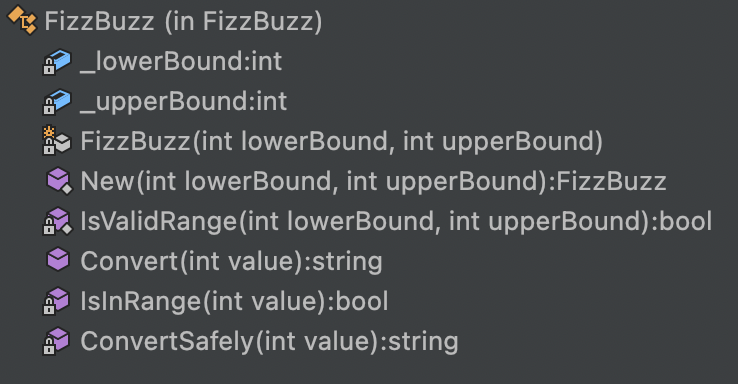 FizzBuzz (in FizzBuzz)
_lowerBound:int
_upperBound:int
FizzBuzz(int lowerBound, int upperBound)
New(int lowerBound, int upperBound):FizzBuzz
IsValidRange(int lowerBound, int upperBound):bool
Convert(int value):string
IsInRange(int value):bool
ConvertSafely(int value):string